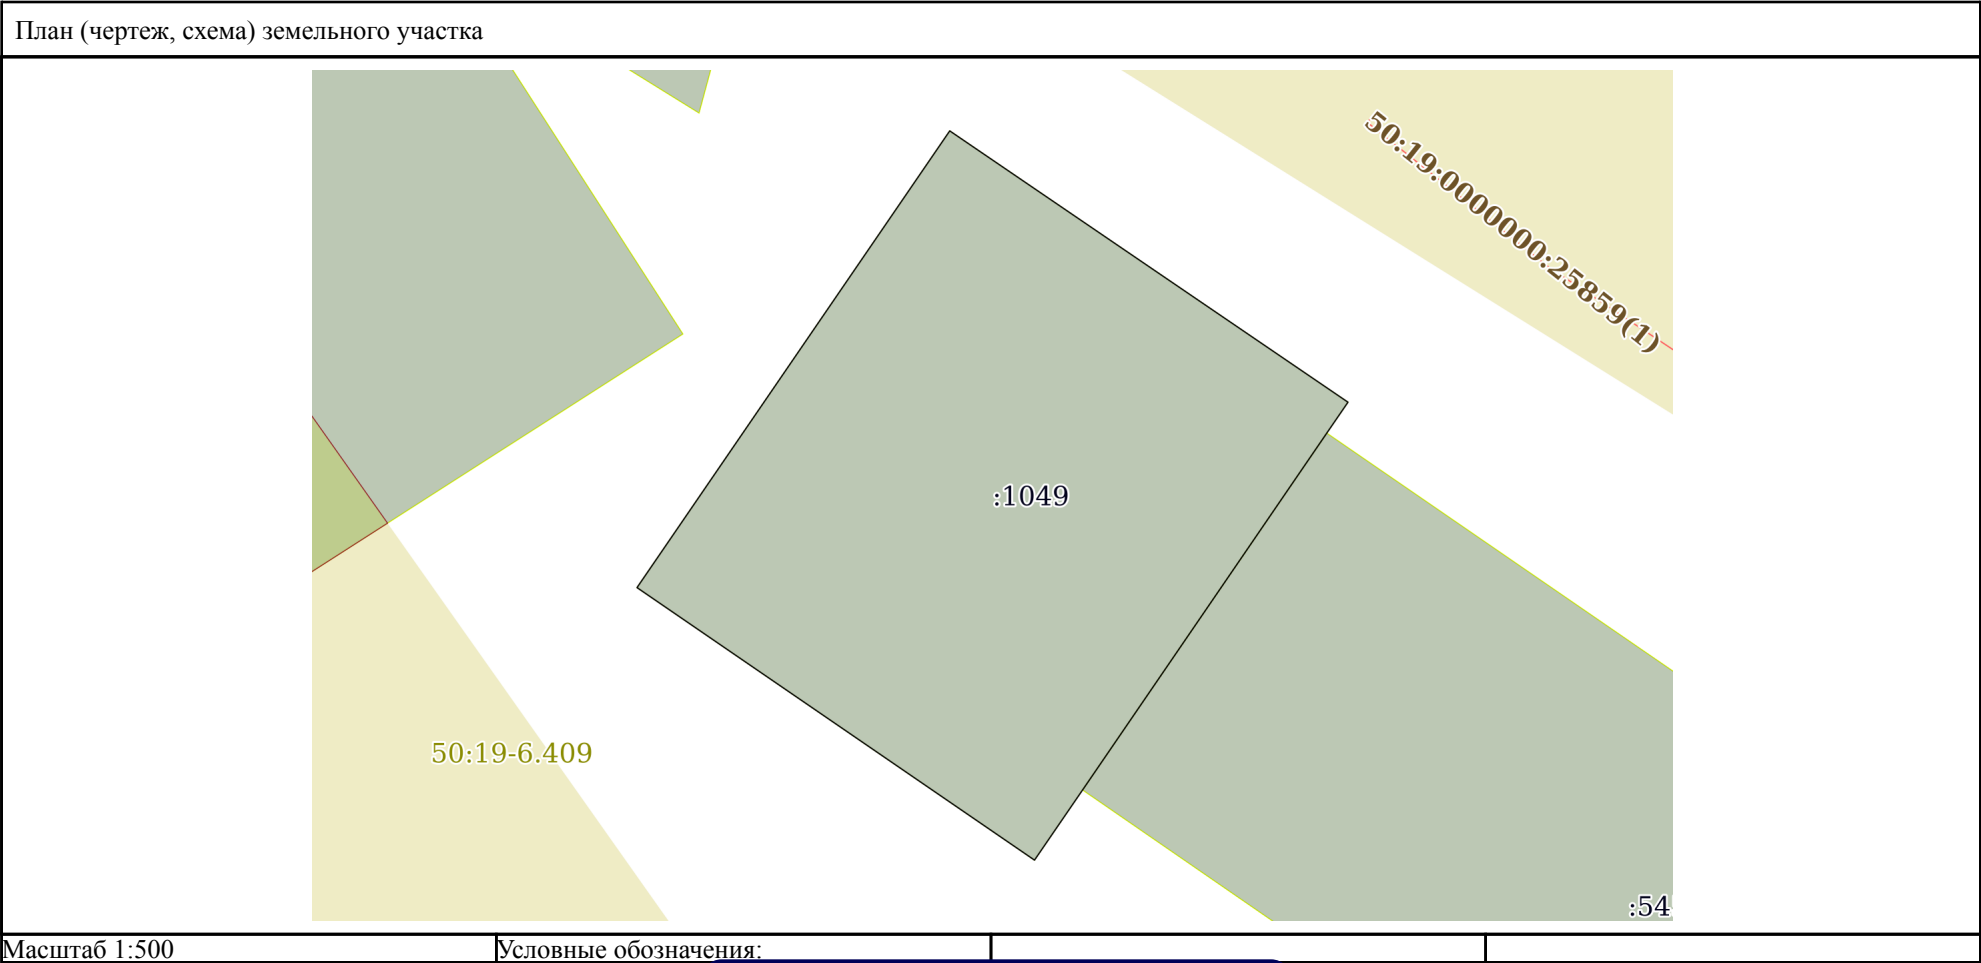 План (чертеж, схема) земельного участка
50:19:0000000:25859(1)
:1049
50:19-6.409
:54
Масштаб 1:500
Условные обозначения: